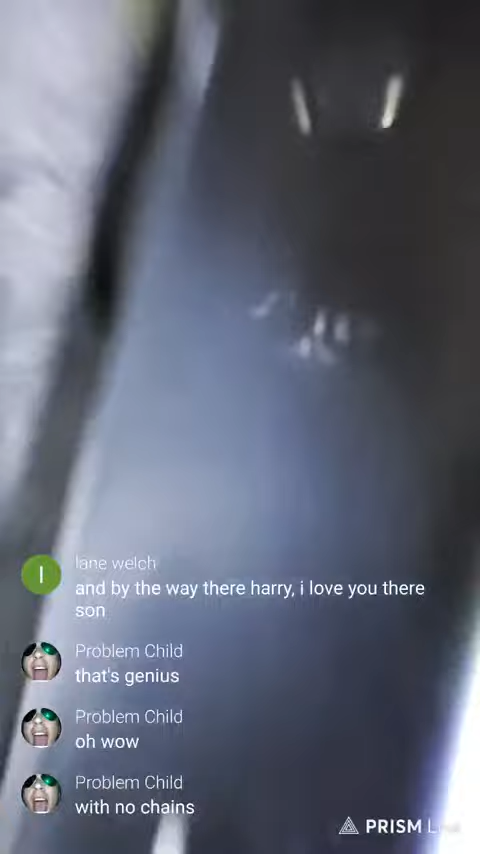 lane welch
and by the way there harry, i love you there
son
Problem Child
that's genius
Problem Child
oh wow
Problem Child
with no chains
PRISM